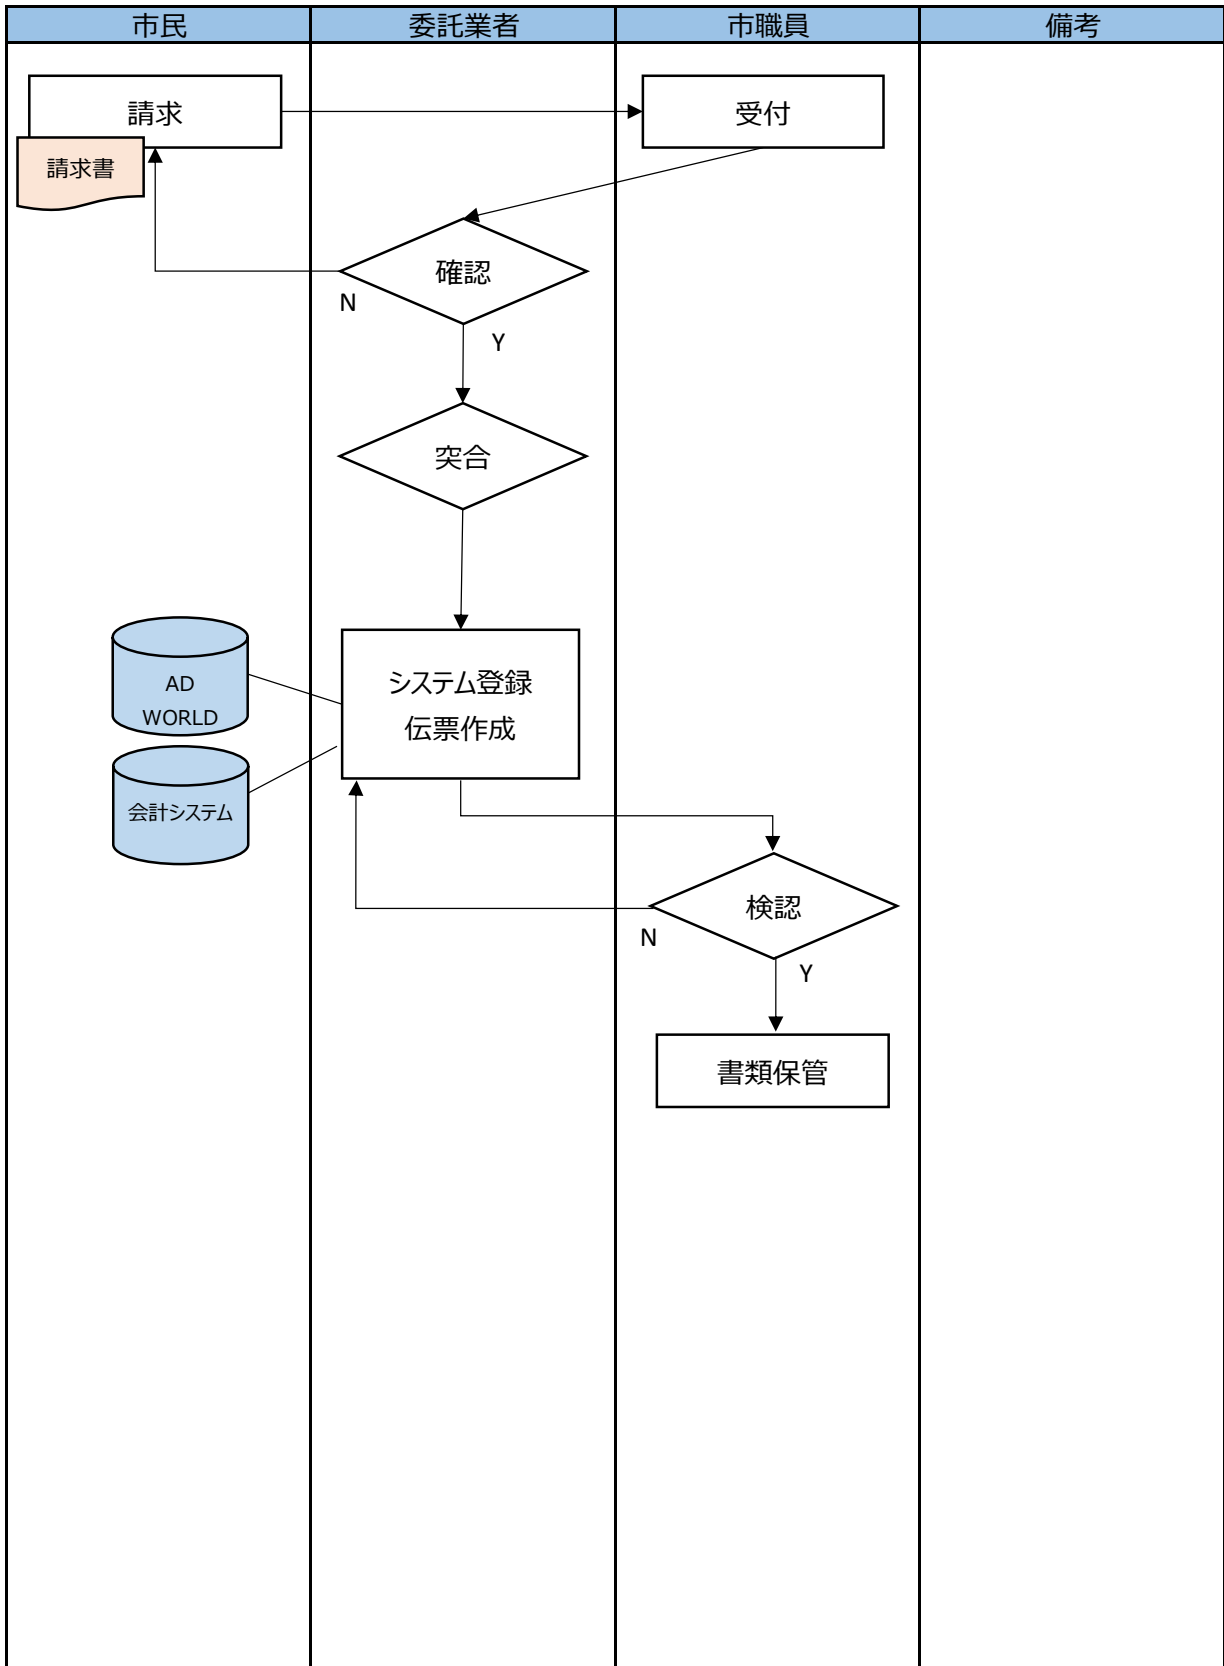 市民
委託業者
市職員
備考
請求
受付
請求書
確認
N
Y
突合
システム登録
伝票作成
AD
WORLD
会計システム
検認
N
Y
書類保管